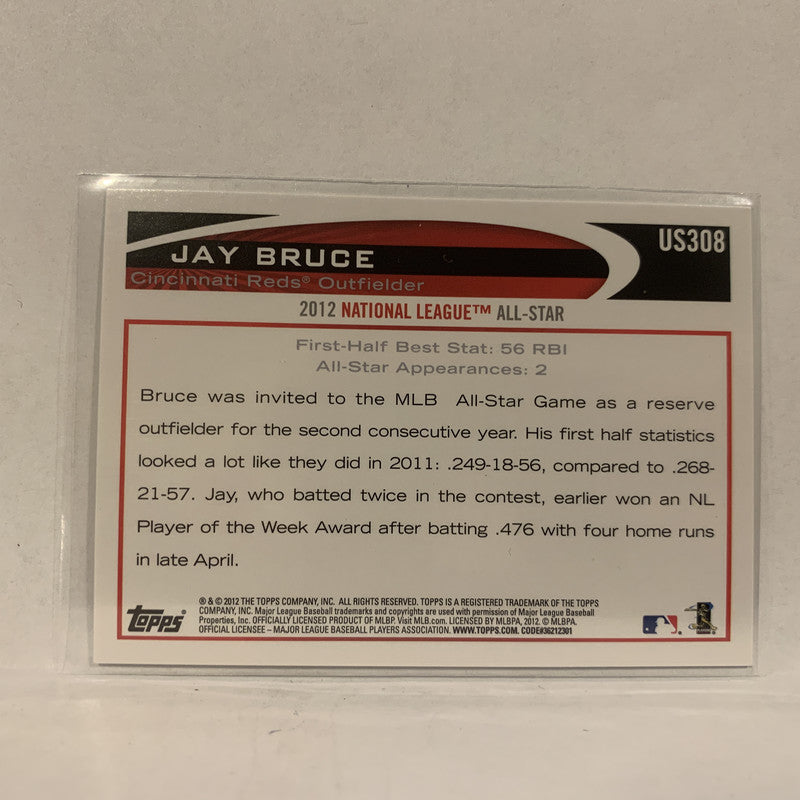 JAY BRUCE
US308
Cincinnati Reds® Outfielder
2012 NATIONAL LEAGUE™ ALL-STAR
First-Half Best Stat: 56 RBI
All-Star Appearances: 2
Bruce was invited to the MLB All-Star Game as a reserve
outfielder for the second consecutive year. His first half statistics
looked a lot like they did in 2011: .249-18-56, compared to .268-
21-57. Jay, who batted twice in the contest, earlier won an NL
Player of the Week Award after batting .476 with four home runs
in late April.
Topps
® & © 2012 THE TOPPS COMPANY, INC. ALL RIGHTS RESERVED. TOPPS IS A REGISTERED TRADEMARK OF THE TOPPS
COMPANY, INC. Major League Baseball trademarks and copyrights are used with permission of Major League Baseball
Properties, Inc. OFFICIALLY LICENSED PRODUCT OF MLBP. Visit MLB.com. LICENSED BY MLBPA, 2012. © MLBPA.
OFFICIAL LICENSEE – MAJOR LEAGUE BASEBALL PLAYERS ASSOCIATION. WWW.TOPPS.COM. CODE#36212301